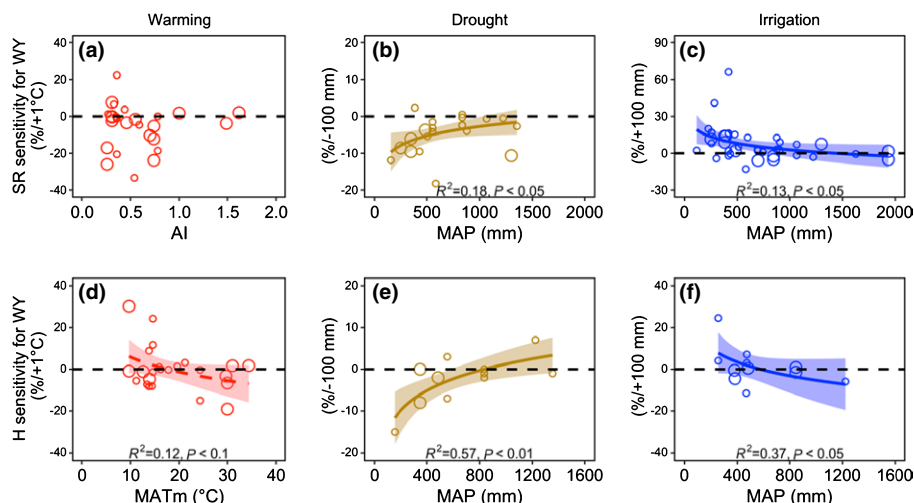 Warming Drought Irrigation
(a) (b) (c)
SR sensitivity for WY
(%/+1°C)
40
20
0
-20
-40
0.0 0.5 1.0 1.5 2.0
AI
(%/-100 mm)
20
10
0
-10
-20
R²=0.18, P < 0.05
0 500 1000 1500 2000
MAP (mm)
(%/+100 mm)
90
60
30
0
-30
R²=0.13, P < 0.05
0 500 1000 1500 2000
MAP (mm)
(d) (e) (f)
H sensitivity for WY
(%/+1°C)
40
20
0
-20
-40
R²=0.12, P < 0.1
0 10 20 30 40
MATm (°C)
(%/-100 mm)
20
10
0
-10
-20
R²=0.57, P < 0.01
0 400 800 1200 1600
MAP (mm)
(%/+100 mm)
40
20
0
-20
-40
R²=0.37, P < 0.05
0 400 800 1200 1600
MAP (mm)